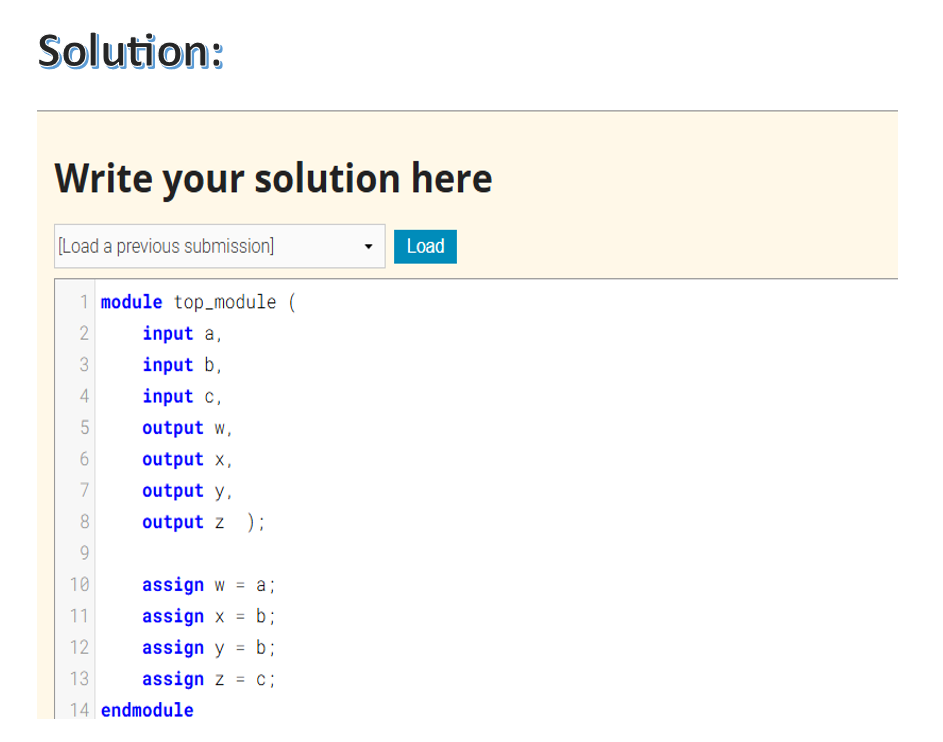 Solution:
Write your solution here
[Load a previous submission] Load
1 module top_module (
2 input a,
3 input b,
4 input c,
5 output w,
6 output x,
7 output y,
8 output z );
9
10 assign w = a;
11 assign x = b;
12 assign y = b;
13 assign z = c;
14 endmodule